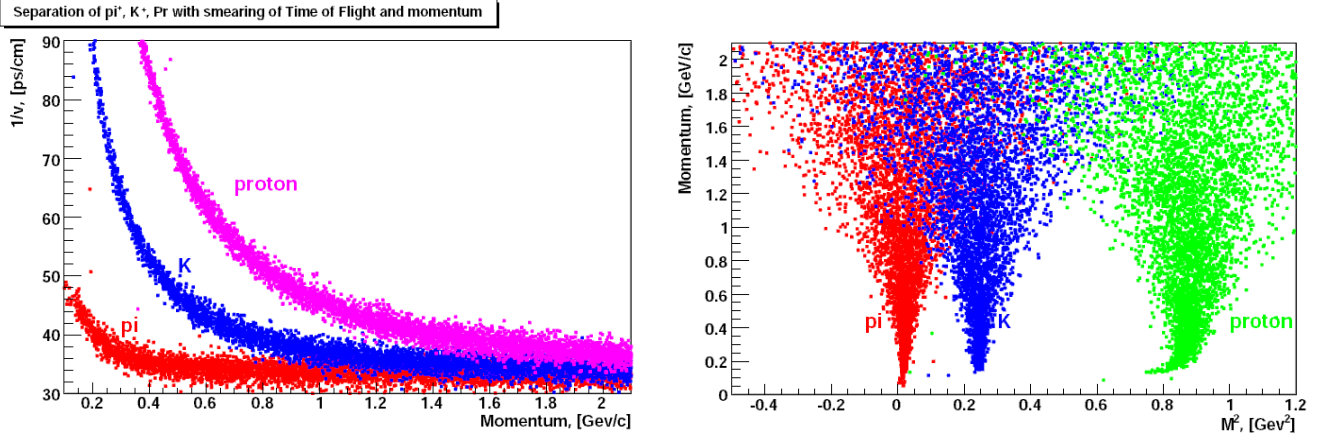 Separation of pi⁺, K⁺, Pr with smearing of Time of Flight and momentum
1/v, [ps/cm]
90
80
70
60
50
40
30
proton
K
pi
0.2 0.4 0.6 0.8 1 1.2 1.4 1.6 1.8 2
Momentum, [Gev/c]
Momentum, [GeV/c]
2
1.8
1.6
1.4
1.2
1
0.8
0.6
0.4
0.2
0
pi K proton
-0.4 -0.2 0 0.2 0.4 0.6 0.8 1 1.2
M², [Gev²]